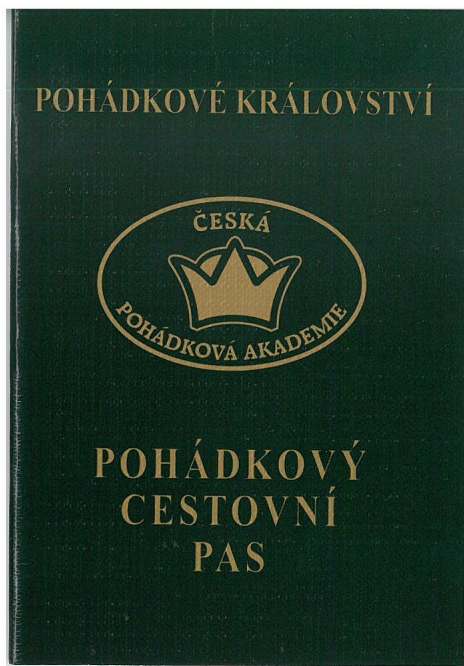 POHÁDKOVÉ KRÁLOVSTVÍ
ČESKÁ
POHÁDKOVÁ AKADEMIE
POHÁDKOVÝ
CESTOVNÍ
PAS